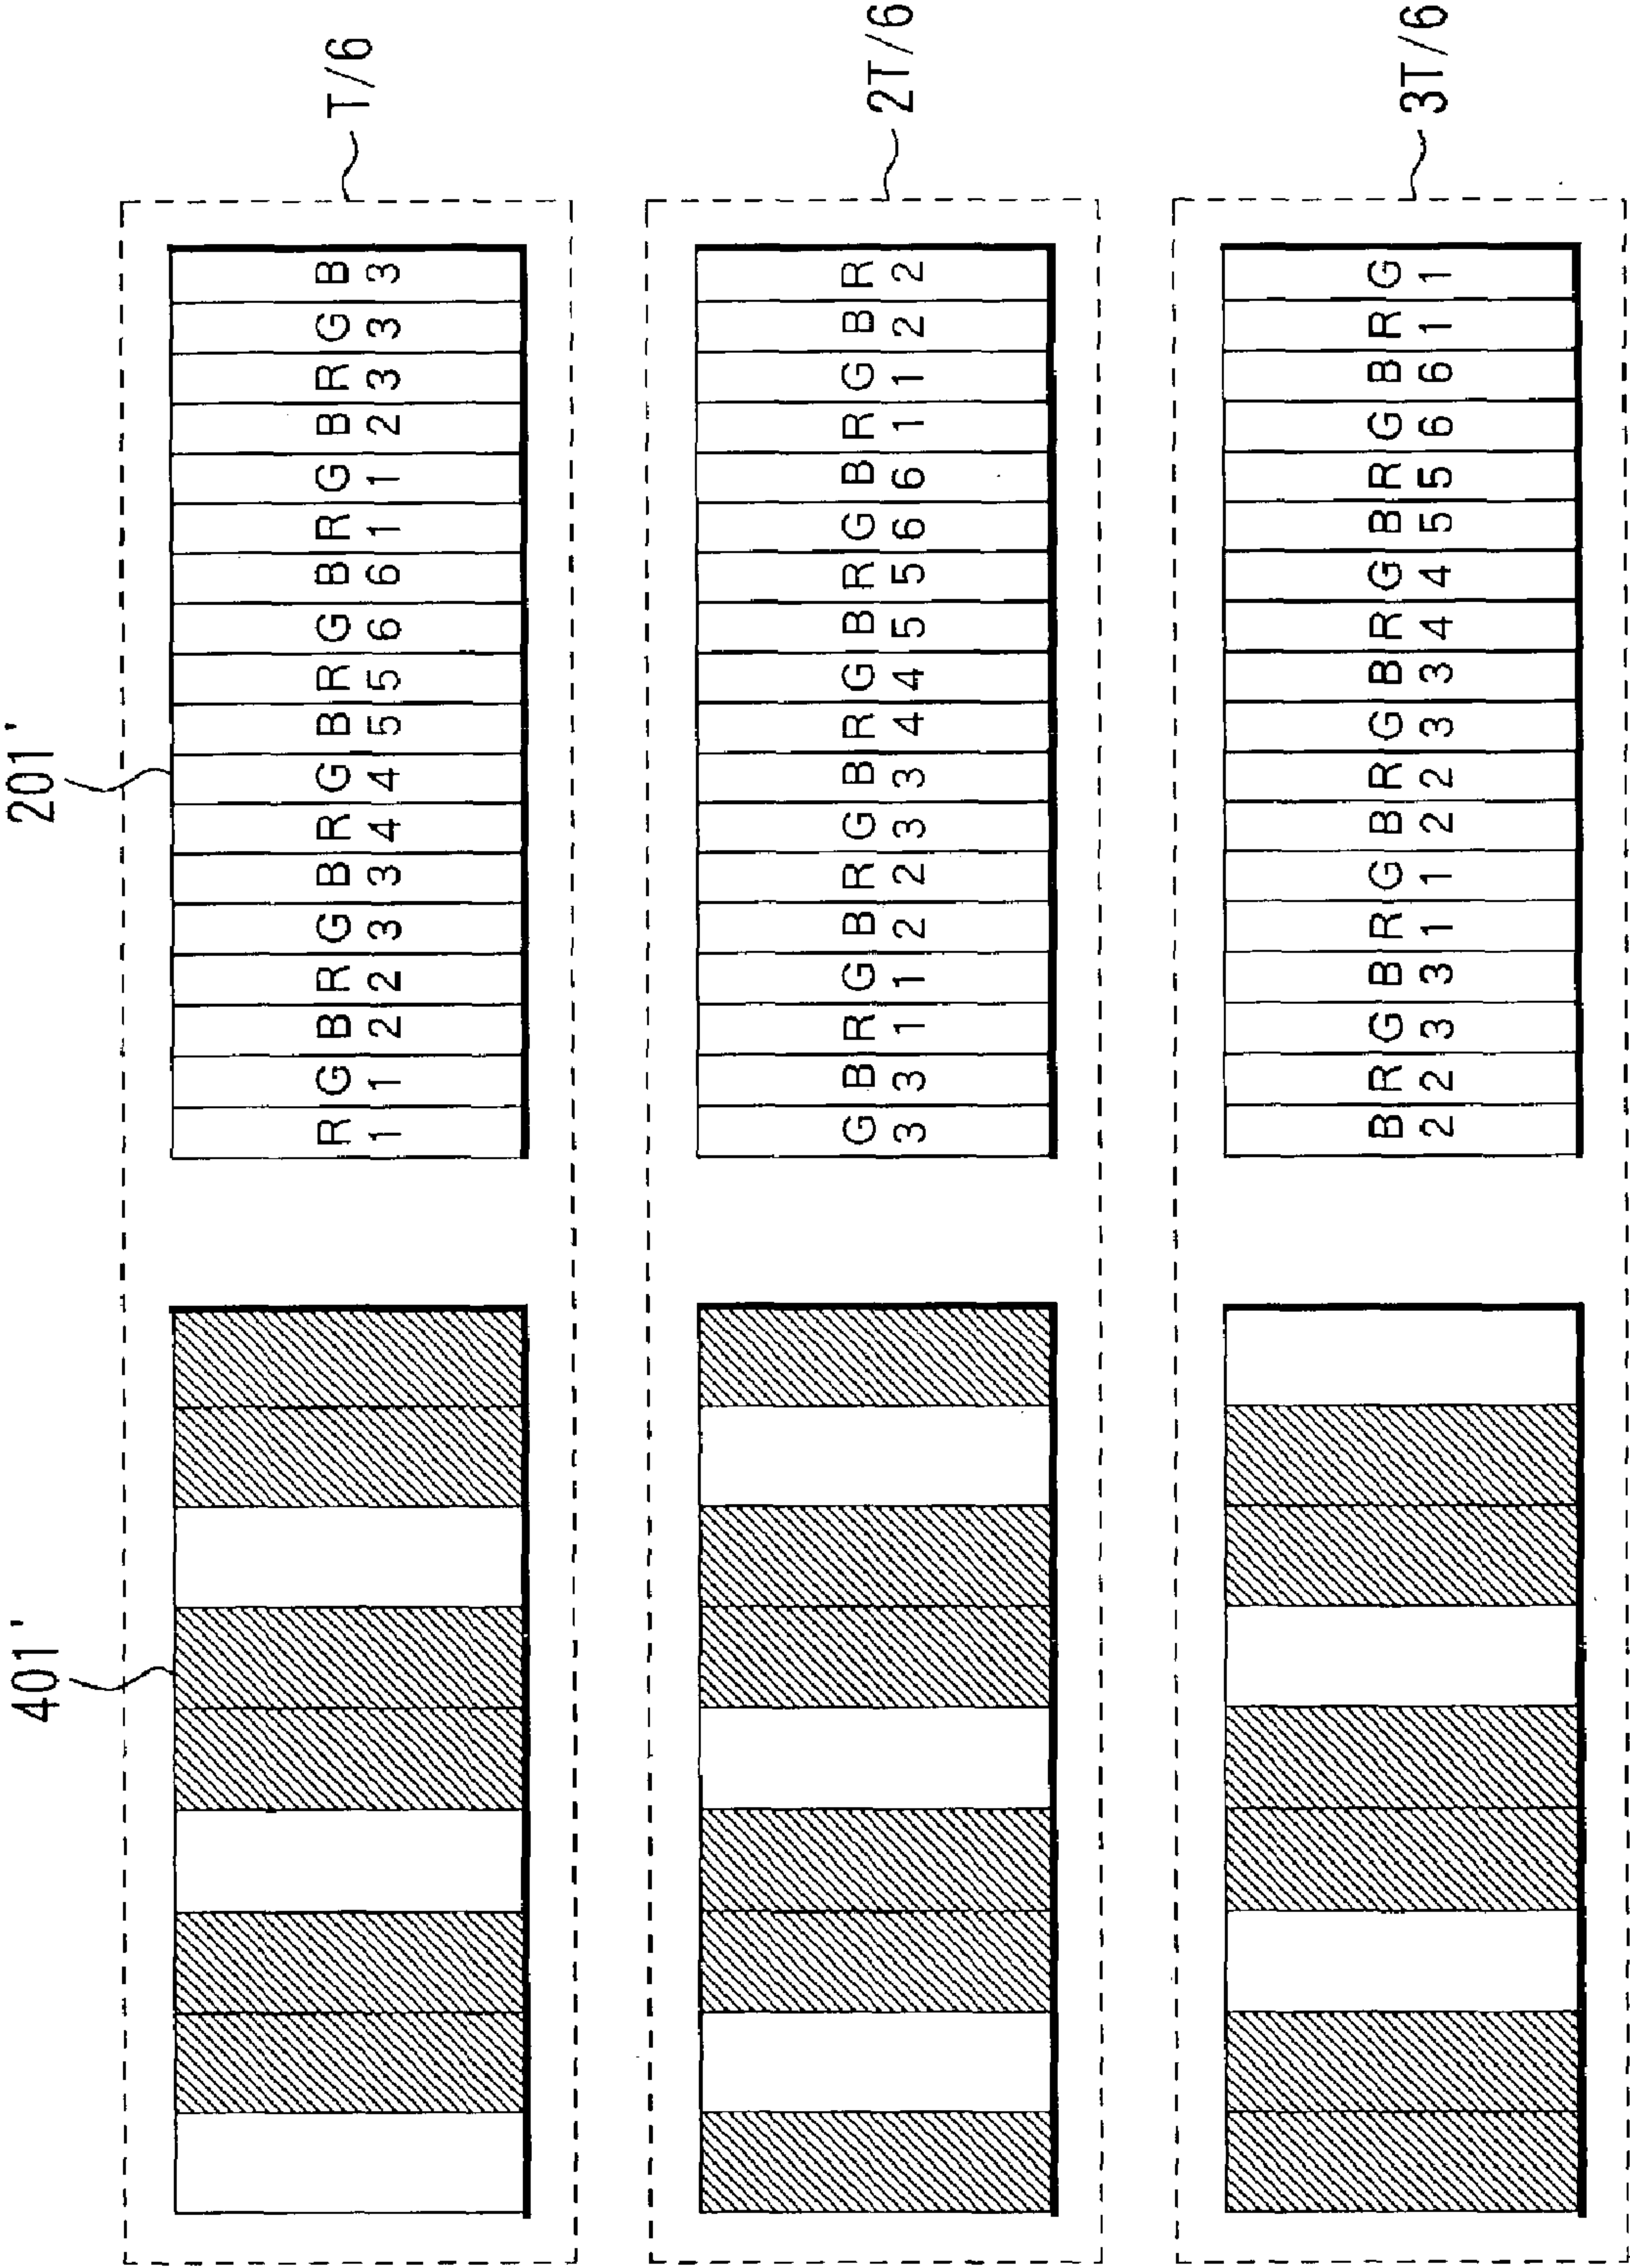 401' 201'
R G B R G B R G B R G B R G B R G B
1 1 2 2 3 3 4 4 5 5 6 6 1 1 2 3 3 3
T/6
G B R G B R G B R G B R G B R G B R
3 3 1 1 2 2 3 3 4 4 5 5 6 6 1 1 2 2
2T/6
B R G B R G B R G B R G B R G B R G
2 2 3 3 1 1 2 2 3 3 4 4 5 5 6 6 1 1
3T/6